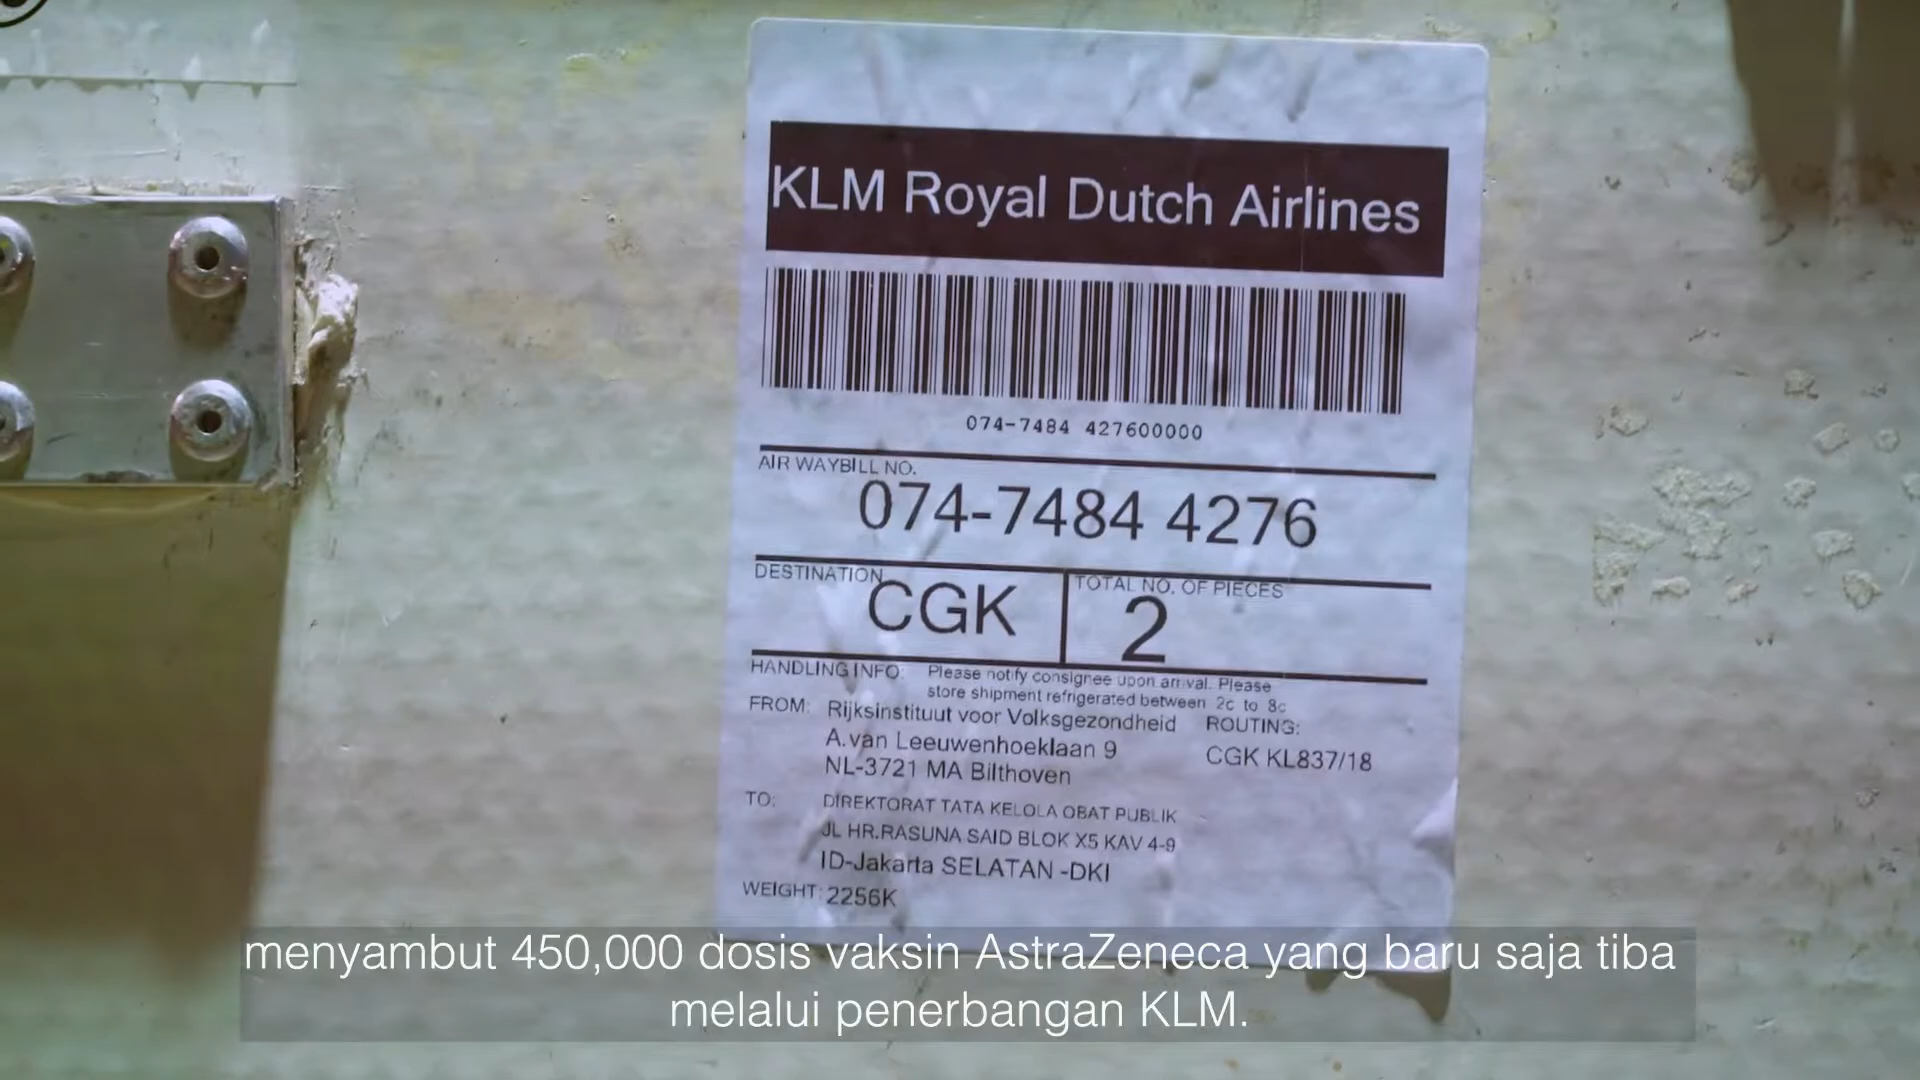 KLM Royal Dutch Airlines
074-7484 427600000
AIR WAYBILL NO.
074-7484 4276
DESTINATION
CGK
TOTAL NO. OF PIECES
2
HANDLING INFO: Please notify consignee upon arrival. Please
store shipment refrigerated between 2c to 8c
FROM: Rijksinstituut voor Volksgezondheid
A.van Leeuwenhoeklaan 9
NL-3721 MA Bilthoven
ROUTING:
CGK KL837/18
TO: DIREKTORAT TATA KELOLA OBAT PUBLIK
JL HR.RASUNA SAID BLOK X5 KAV 4-9
ID-Jakarta SELATAN -DKI
WEIGHT: 2256K
menyambut 450,000 dosis vaksin AstraZeneca yang baru saja tiba
melalui penerbangan KLM.